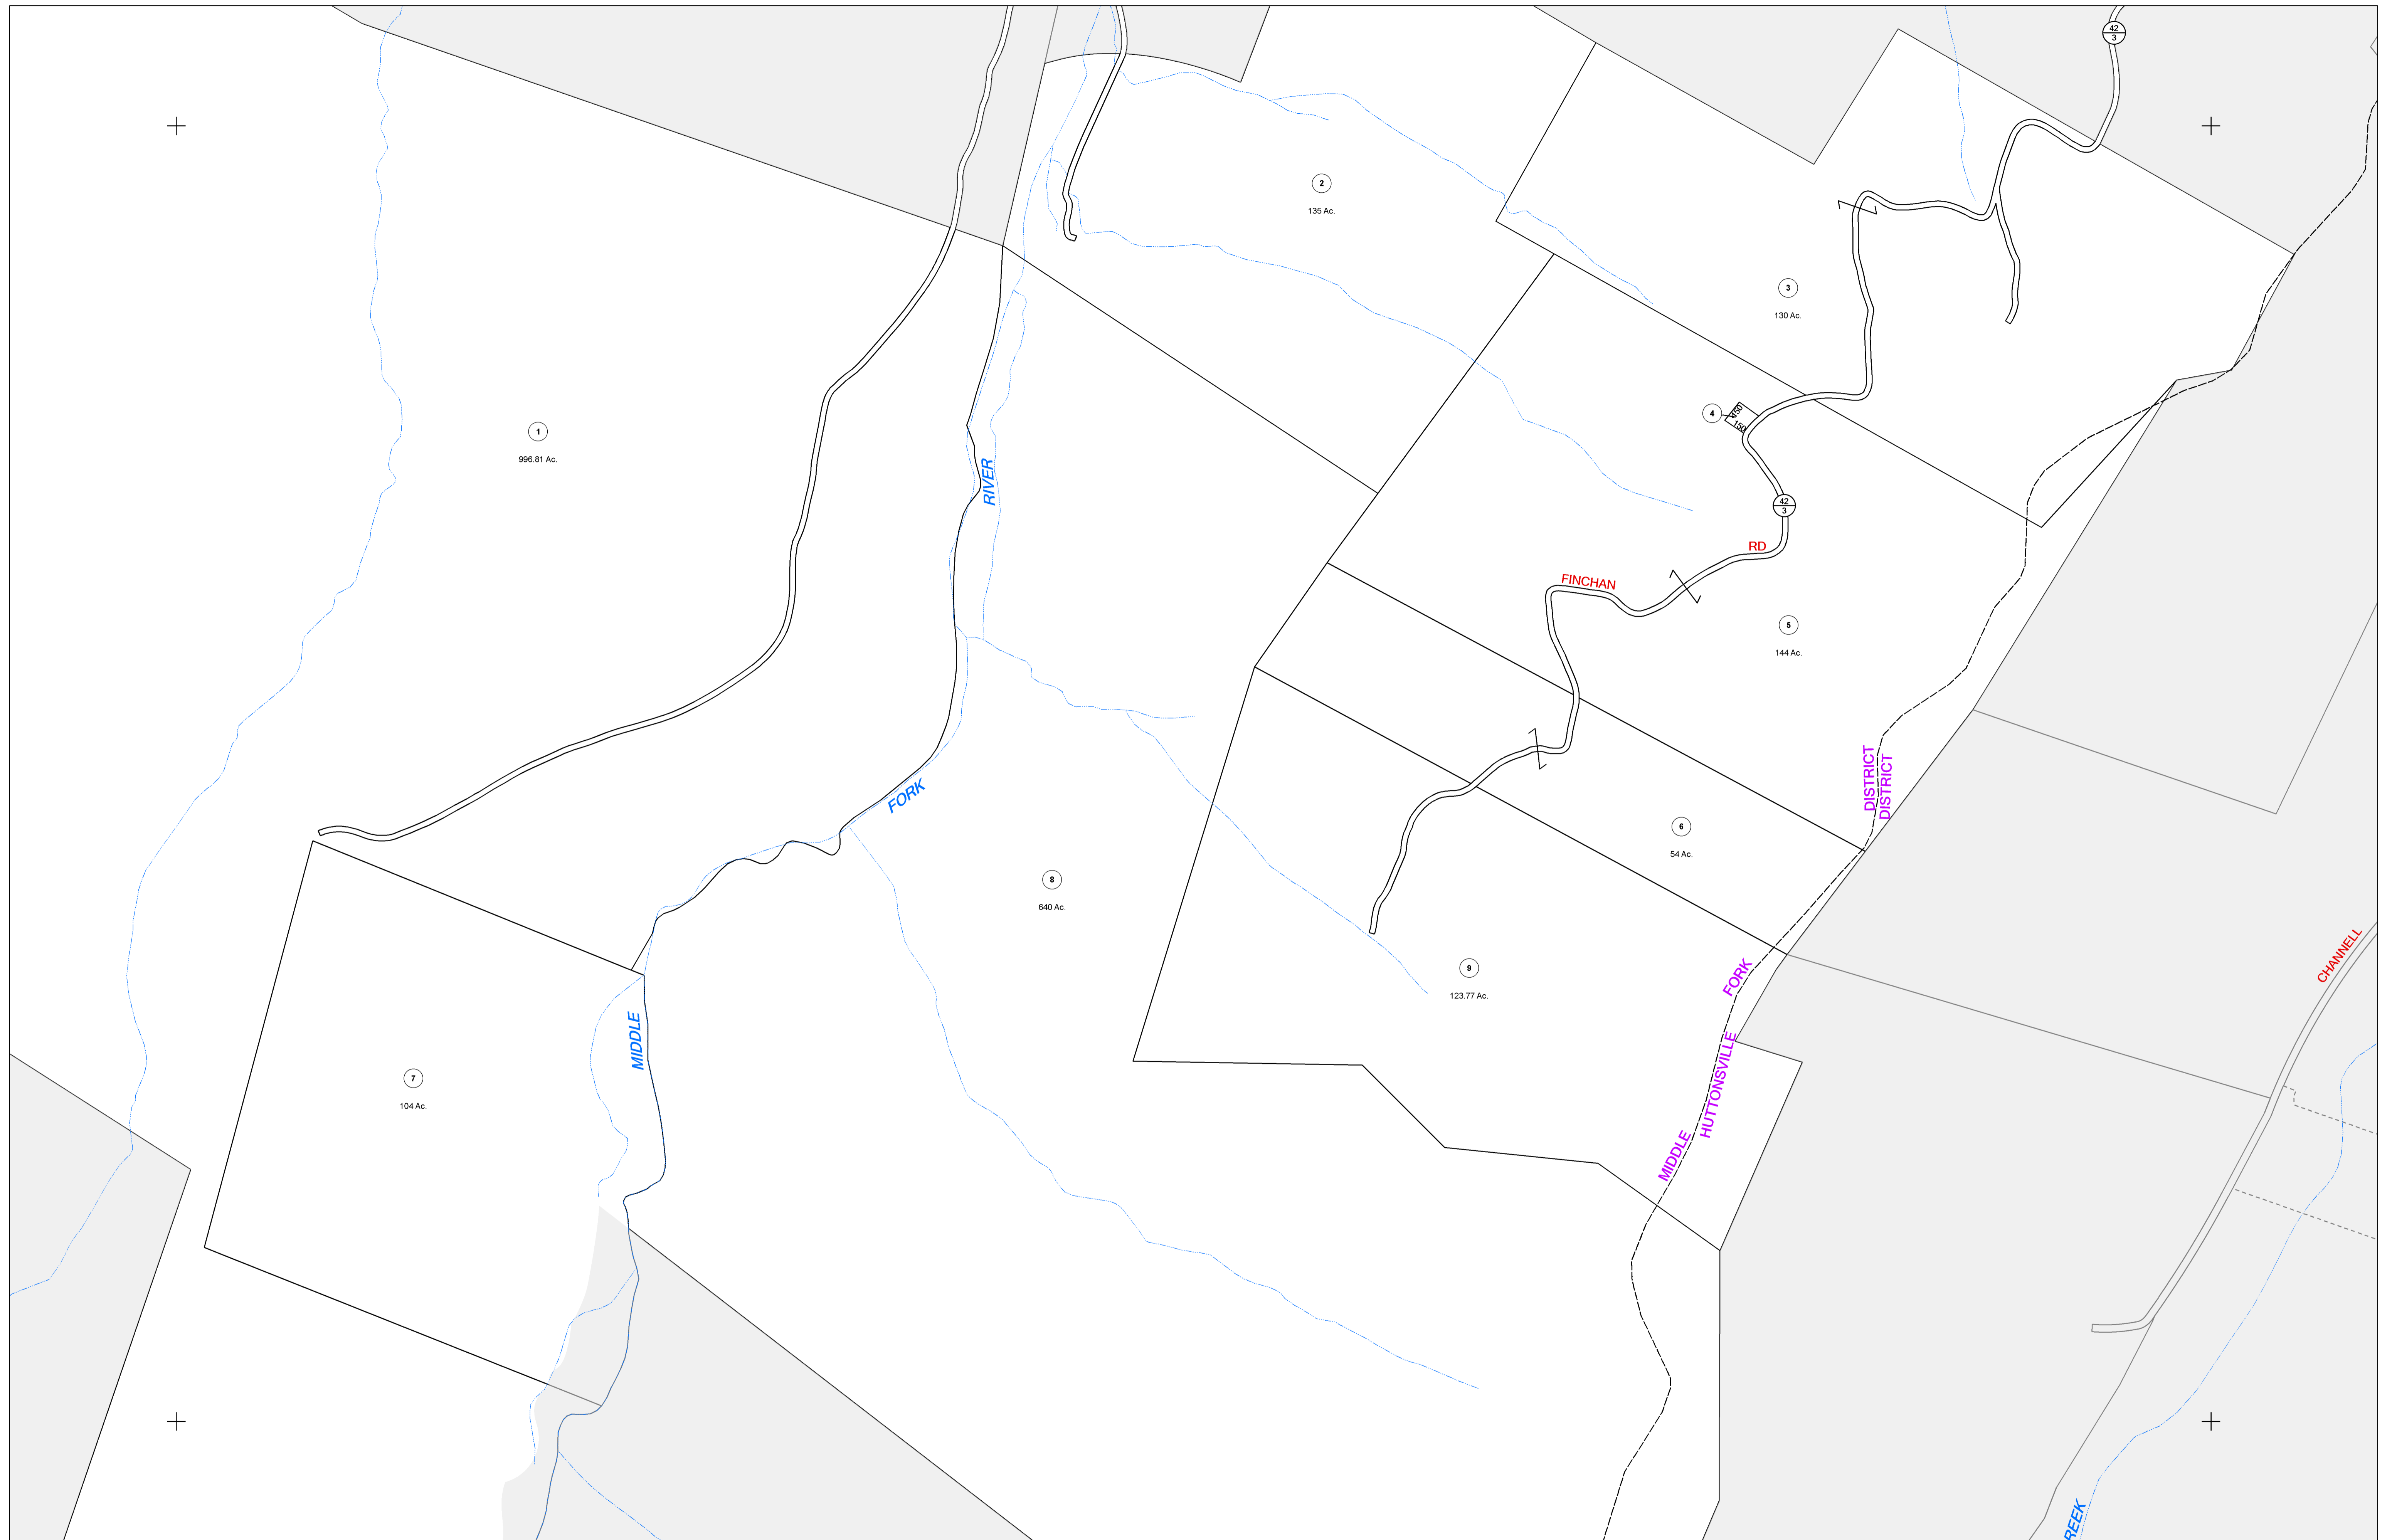 42
3
2
135 Ac.
3
130 Ac.
4
150
150
1
996.81 Ac.
RIVER
42
3
RD
FINCHAN
5
144 Ac.
DISTRICT
DISTRICT
FORK
6
54 Ac.
8
640 Ac.
CHANNELL
9
123.77 Ac.
FORK
MIDDLE
HUTTONSVILLE
7
104 Ac.
MIDDLE
REEK